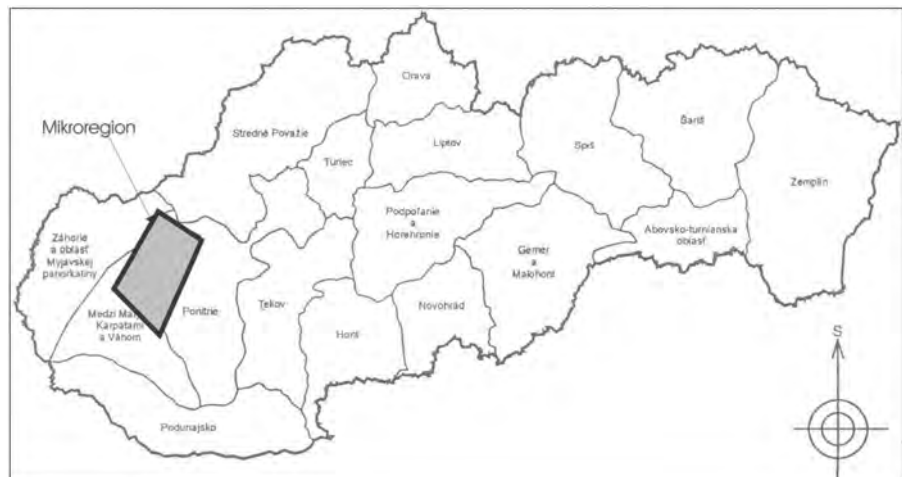 Orava
Mikroregion
Stredné Považie
Šariš
Turiec
Liptov
Spiš
Zemplín
Podpoľanie
a
Horehronie
Záhorie
a oblasť
Myjavskej
pahorkatiny
Abovsko-turnianska
oblasť
Gemer
a
Malohont
Medzi Malý
Karpatami
a Váhom
Ponitrie
Tekov
Novohrad
Hont
Podunajsko
S